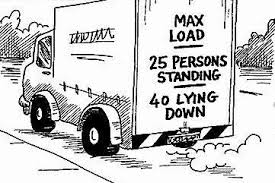 MAX
LOAD
25 PERSONS
STANDING
40 LYING
DOWN